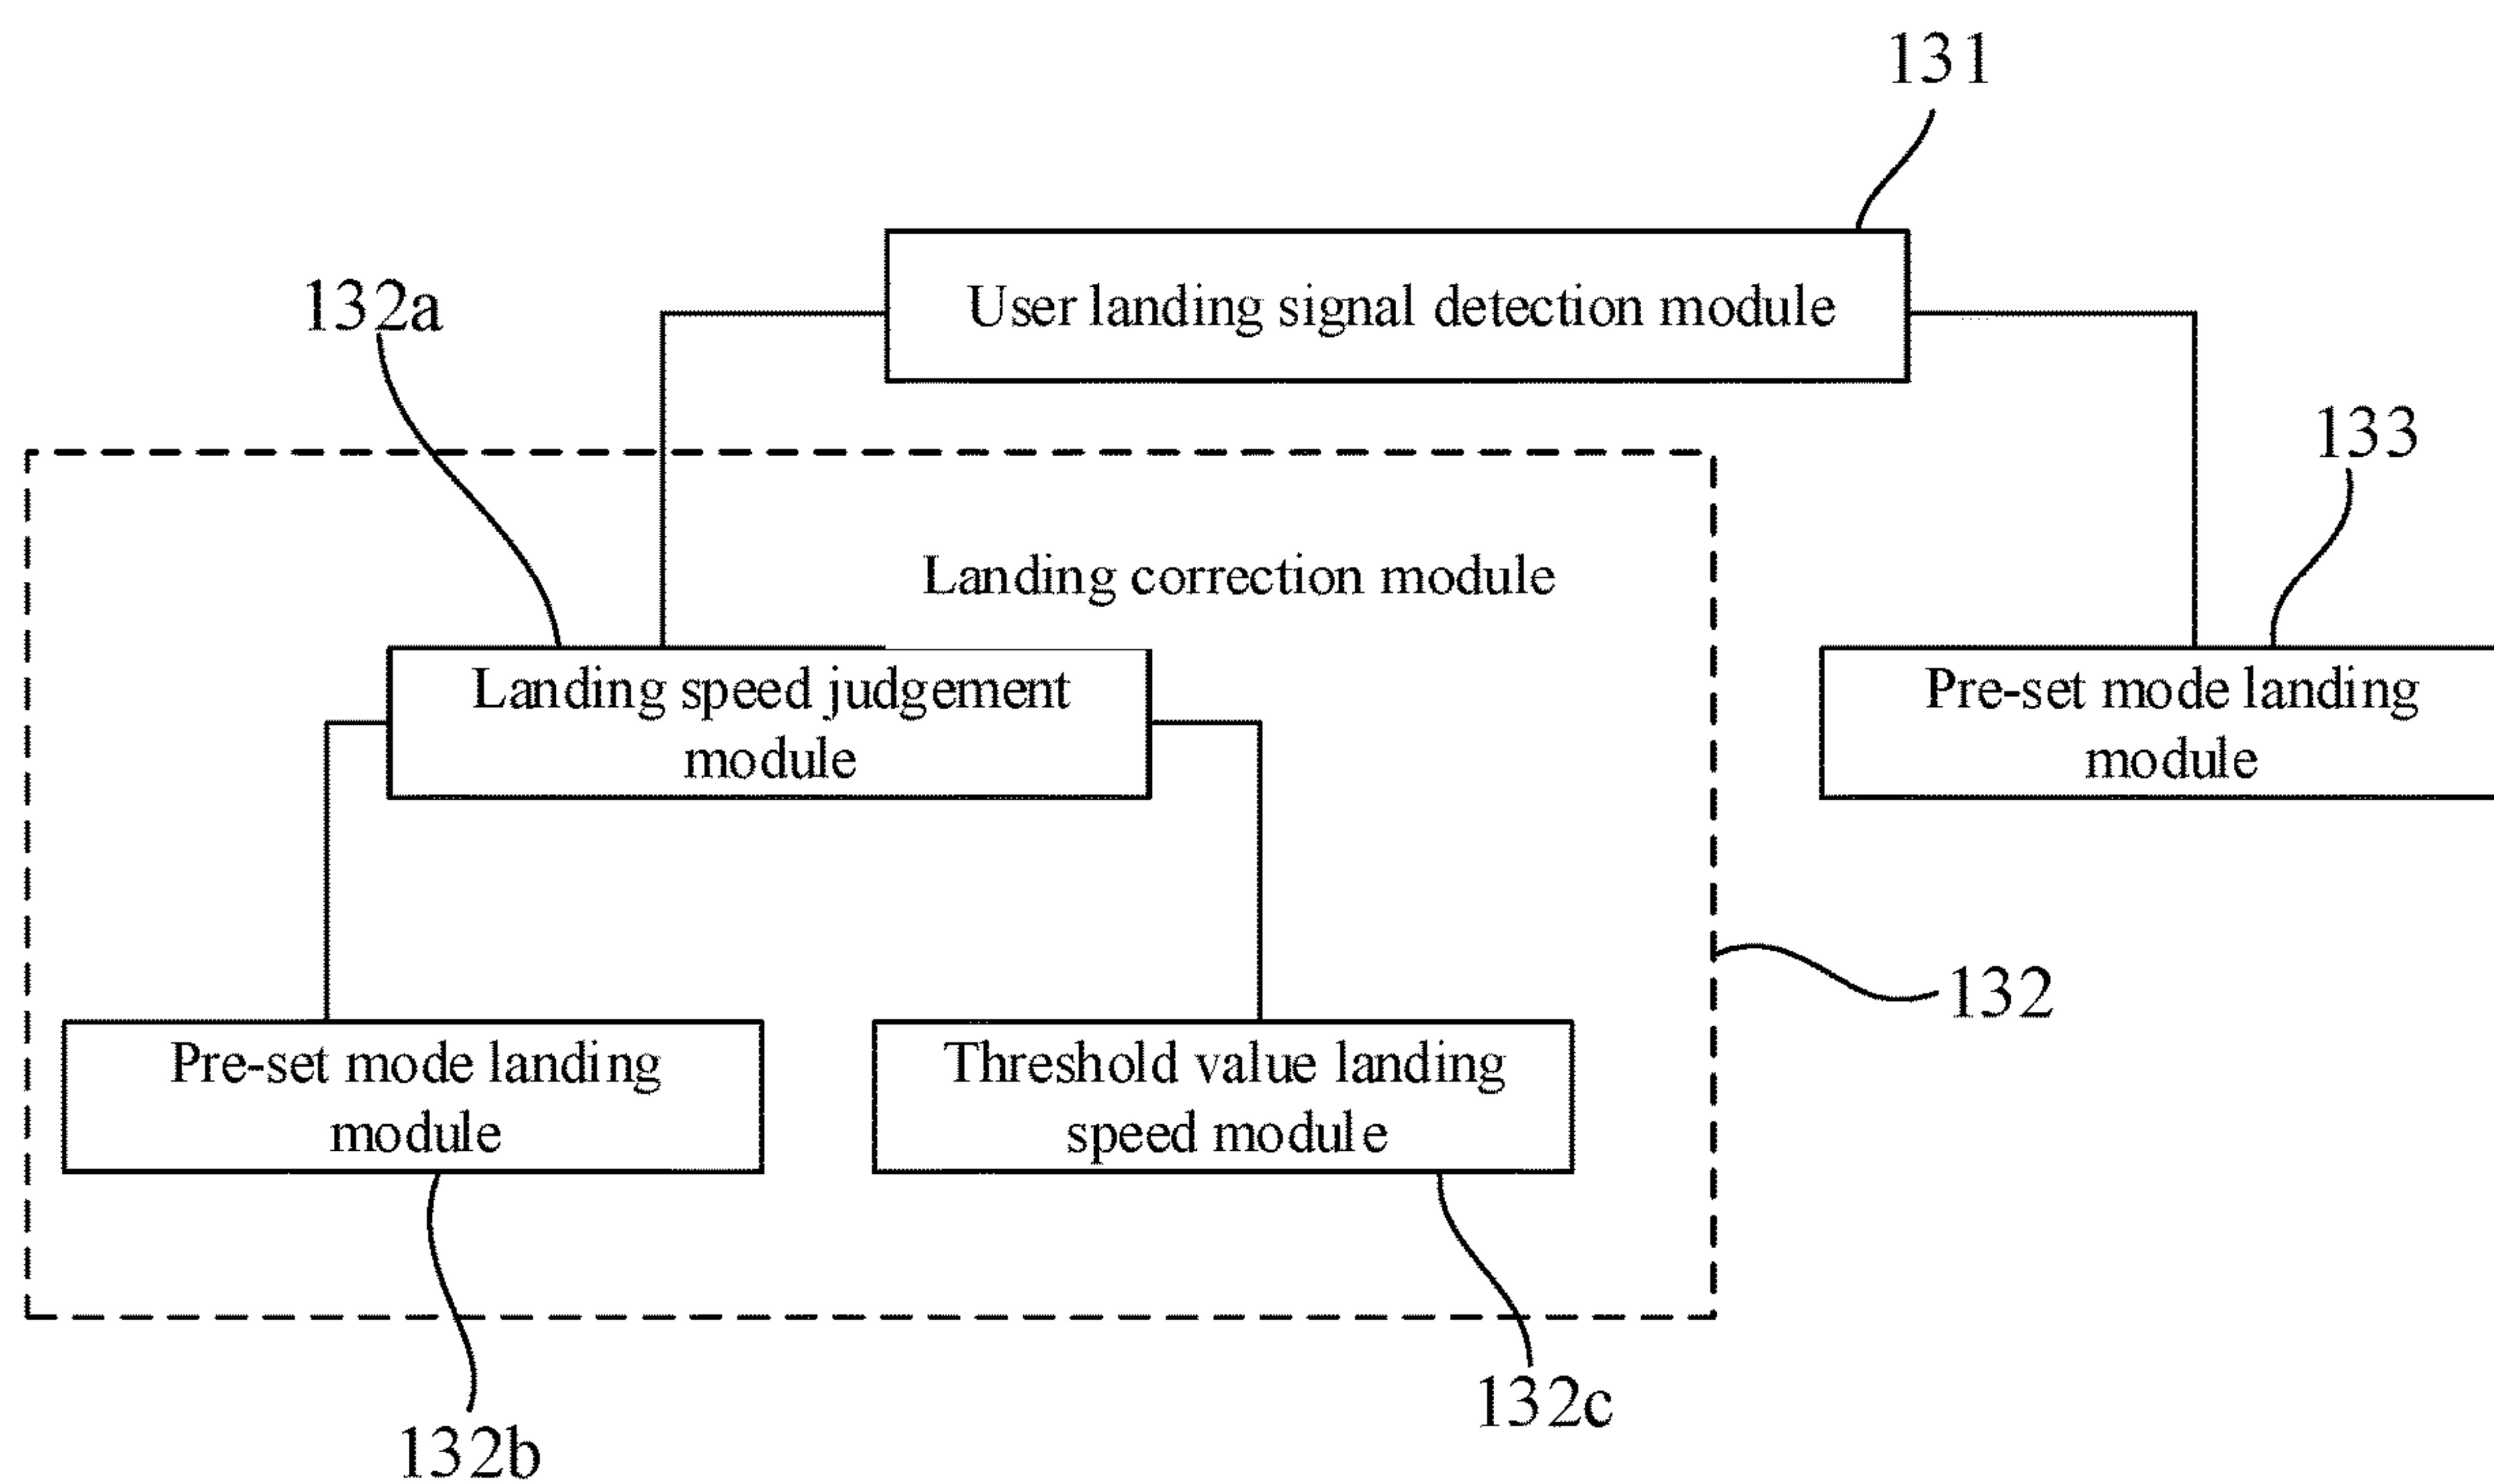 131
User landing signal detection module
132a
133
Landing correction module
Landing speed judgement
module
Pre-set mode landing
module
132
Pre-set mode landing
module
Threshold value landing
speed module
132c
132b